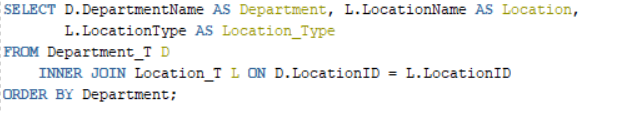 SELECT D.DepartmentName AS Department, L.LocationName AS Location,
L.LocationType AS Location_Type
FROM Department_T D
INNER JOIN Location_T L ON D.LocationID = L.LocationID
ORDER BY Department;